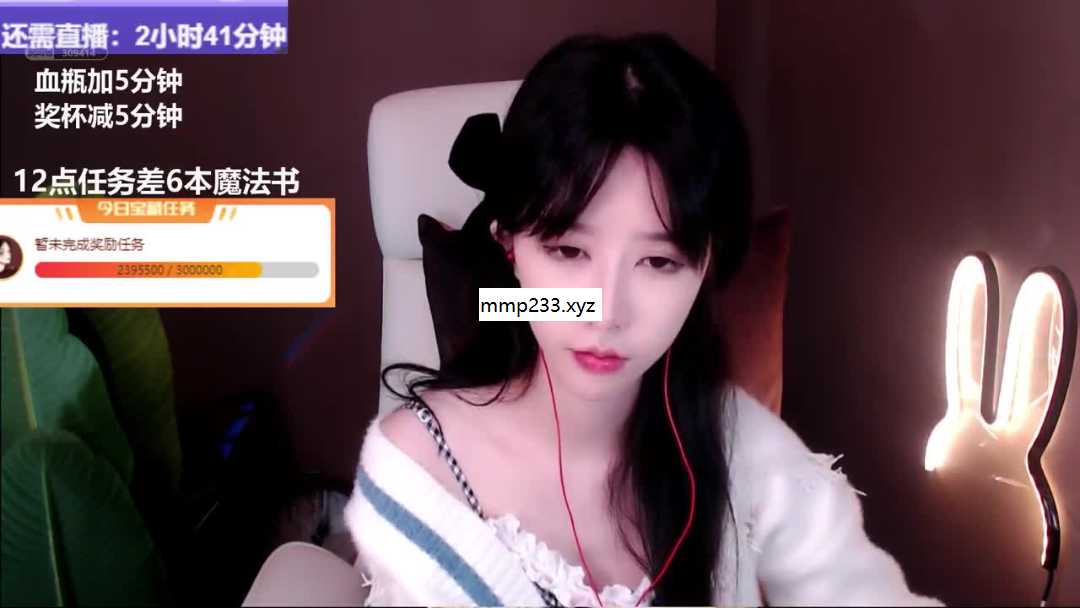 还需直播：2小时41分钟
309414
血瓶加5分钟
奖杯减5分钟
12点任务差6本魔法书
今日宝藏任务
暂未完成奖励任务
2395500 / 3000000
mmp233.xyz